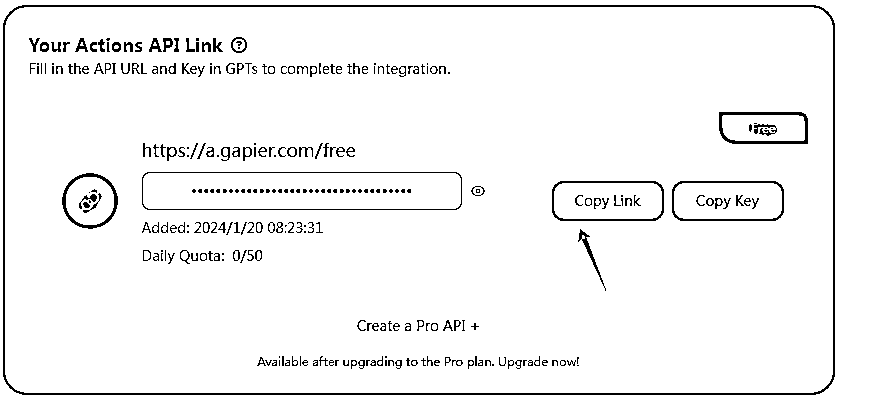 Your Actions API Link ?
Fill in the API URL and Key in GPTs to complete the integration.
Free
https://a.gapier.com/free
••••••••••••••••••••••••••••••••••••
Copy Link
Copy Key
Added: 2024/1/20 08:23:31
Daily Quota: 0/50
Create a Pro API +
Available after upgrading to the Pro plan. Upgrade now!